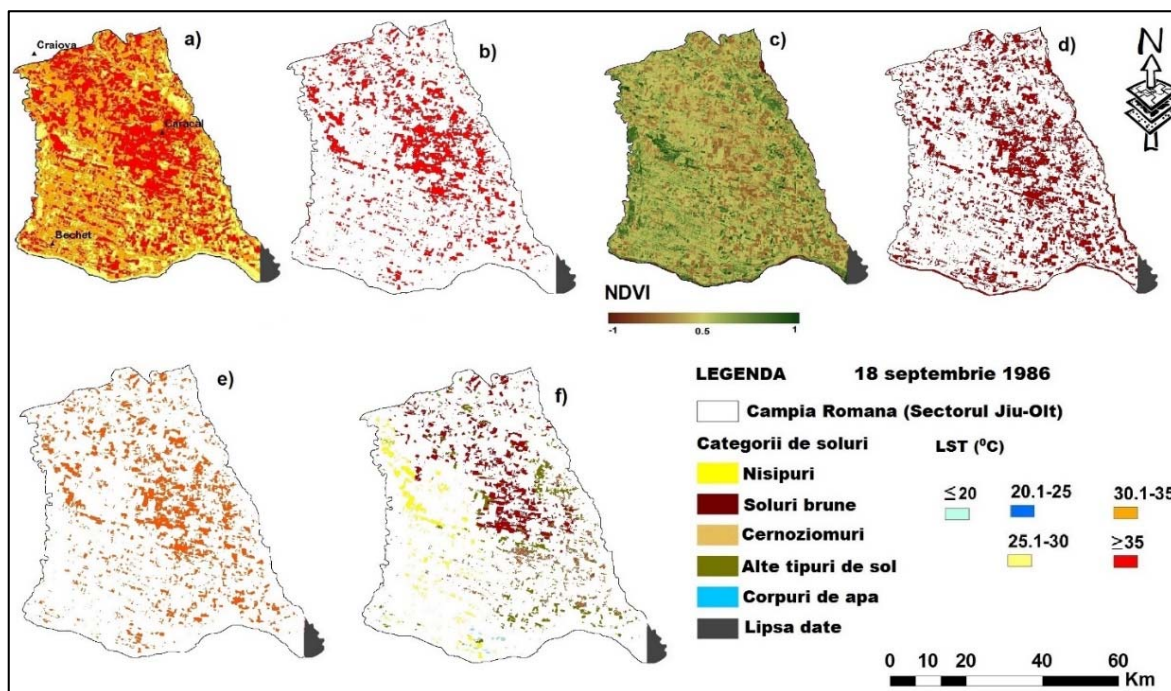 a)
Craiova
Caracal
Bechet
b)
c)
NDVI
-1 0.5 1
d)
N
e)
f)
LEGENDA 18 septembrie 1986
Campia Romana (Sectorul Jiu-Olt)
Categorii de soluri
Nisipuri
Soluri brune
Cernoziomuri
Alte tipuri de sol
Corpuri de apa
Lipsa date
LST (⁰C)
≤20 20.1-25 30.1-35
25.1-30 ≥35
0 10 20 40 60
Km